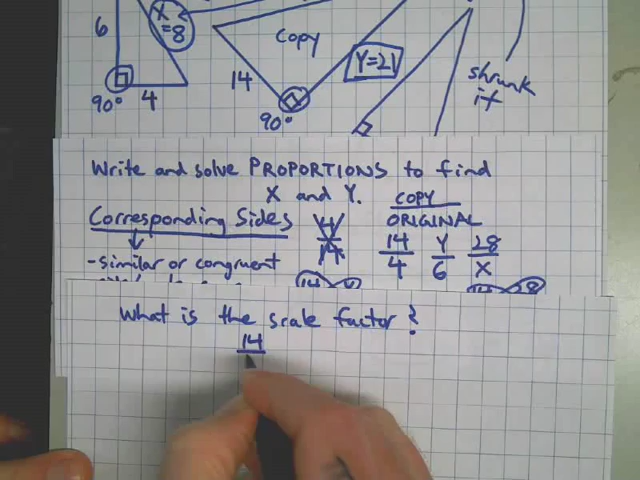 6
X
=8
copy
14
Y=21
90° 4
90°
shrunk
it
Write and solve PROPORTIONS to find
X and Y.
COPY
ORIGINAL
Corresponding Sides
14 Y 28
4 6 X
-similar or congruent
What is the scale factor?
14